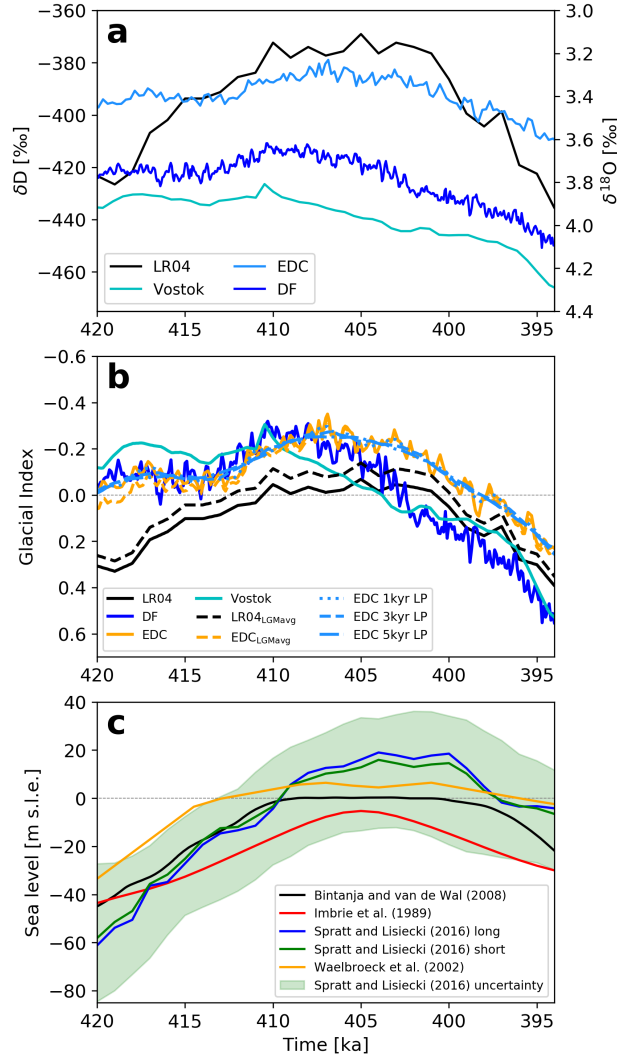 a
−360
−380
−400
−420
−440
−460
δD [‰]
3.0
3.2
3.4
3.6
3.8
4.0
4.2
4.4
δ18O [‰]
LR04
Vostok
EDC
DF
420 415 410 405 400 395
b
−0.6
−0.4
−0.2
0.0
0.2
0.4
0.6
Glacial Index
LR04
DF
EDC
Vostok
LR04LGMavg
EDCLGMavg
EDC 1kyr LP
EDC 3kyr LP
EDC 5kyr LP
420 415 410 405 400 395
c
40
20
0
−20
−40
−60
−80
Sea level [m s.l.e.]
Bintanja and van de Wal (2008)
Imbrie et al. (1989)
Spratt and Lisiecki (2016) long
Spratt and Lisiecki (2016) short
Waelbroeck et al. (2002)
Spratt and Lisiecki (2016) uncertainty
420 415 410 405 400 395
Time [ka]